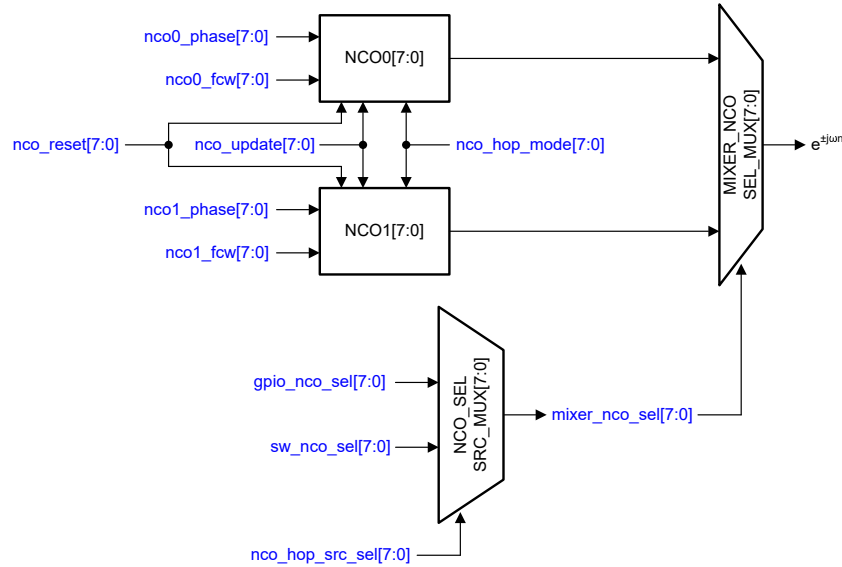 nco0_phase[7:0]
NCO0[7:0]
nco0_fcw[7:0]
nco_reset[7:0]
nco_update[7:0]
nco_hop_mode[7:0]
nco1_phase[7:0]
NCO1[7:0]
nco1_fcw[7:0]
MIXER_NCO
SEL_MUX[7:0]
e±jωn
gpio_nco_sel[7:0]
sw_nco_sel[7:0]
NCO_SEL
SRC_MUX[7:0]
mixer_nco_sel[7:0]
nco_hop_src_sel[7:0]